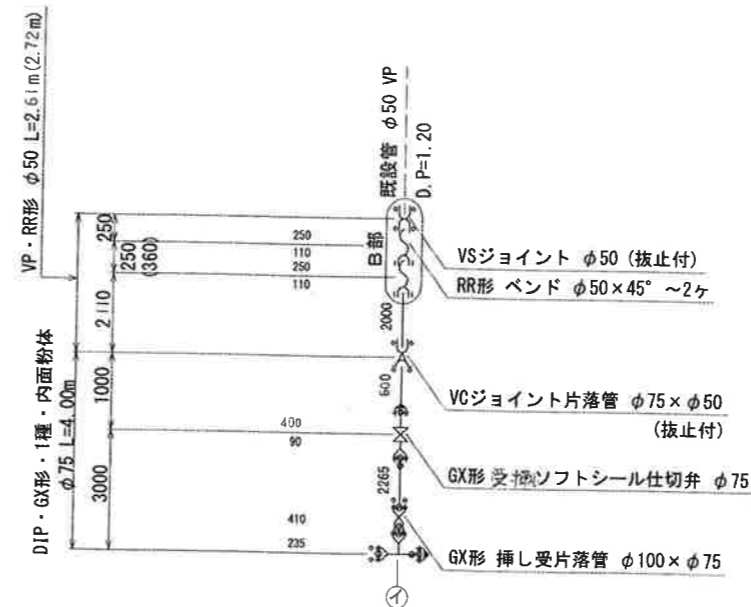 VP・RR形 φ50 L=2.61m(2.72m)
DIP・GX形・1種・内面粉体
φ75 L=4.00m
250
250
(360)
2110
1000
3000
250
110
250
110
400
90
410
235
既設管 φ50 VP
D.P=1.20
B部
2000
600
2265
VSジョイント φ50 (抜止付)
RR形 ベンド φ50×45° ～2ヶ
VCジョイント片落管 φ75×φ50
(抜止付)
GX形 受挿ソフトシール仕切弁 φ75
GX形 挿し受片落管 φ100×φ75
イ